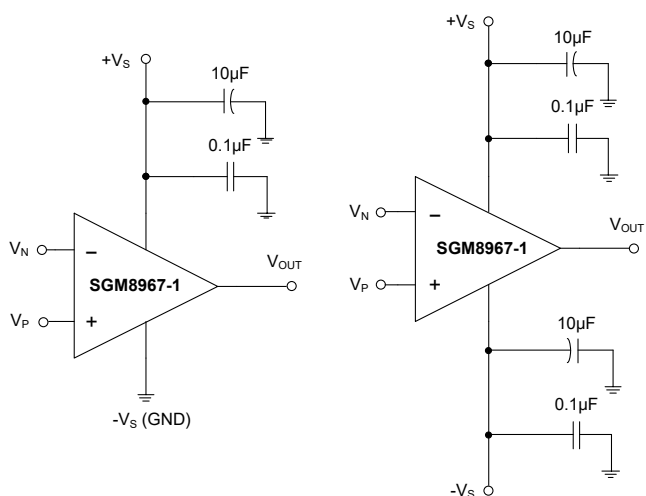 +VS
10µF
0.1µF
VN
VP
−
+
SGM8967-1
VOUT
-VS (GND)
+VS
10µF
0.1µF
VN
VP
−
+
SGM8967-1
VOUT
10µF
0.1µF
-VS